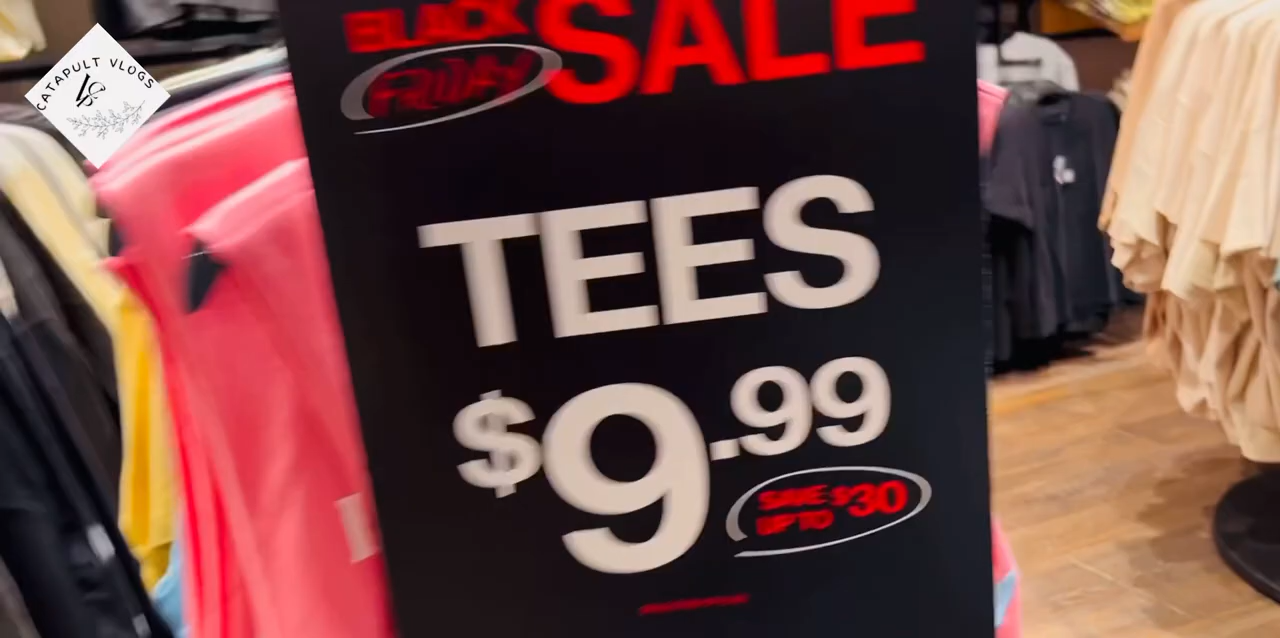 CATAPULT VLOGS
BLACK
FRIDAY
SALE
TEES
$9.99
SAVE
UP TO $30